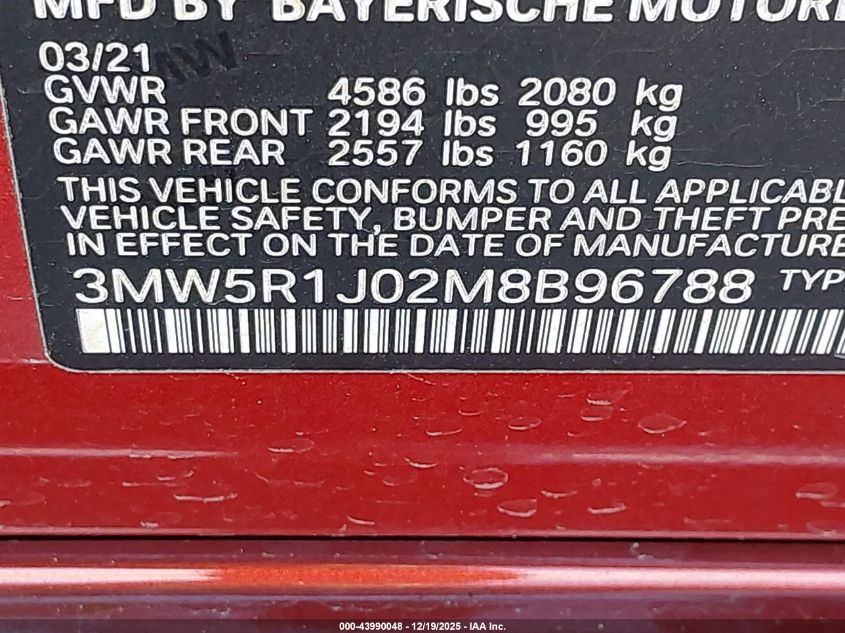 MFD BY BAYERISCHE MOTORE
03/21
GVWR 4586 lbs 2080 kg
GAWR FRONT 2194 lbs 995 kg
GAWR REAR 2557 lbs 1160 kg
THIS VEHICLE CONFORMS TO ALL APPLICABL
VEHICLE SAFETY, BUMPER AND THEFT PRE
IN EFFECT ON THE DATE OF MANUFACTURE
3MW5R1J02M8B96788 TYP
000-43990048 - 12/19/2025 - IAA Inc.